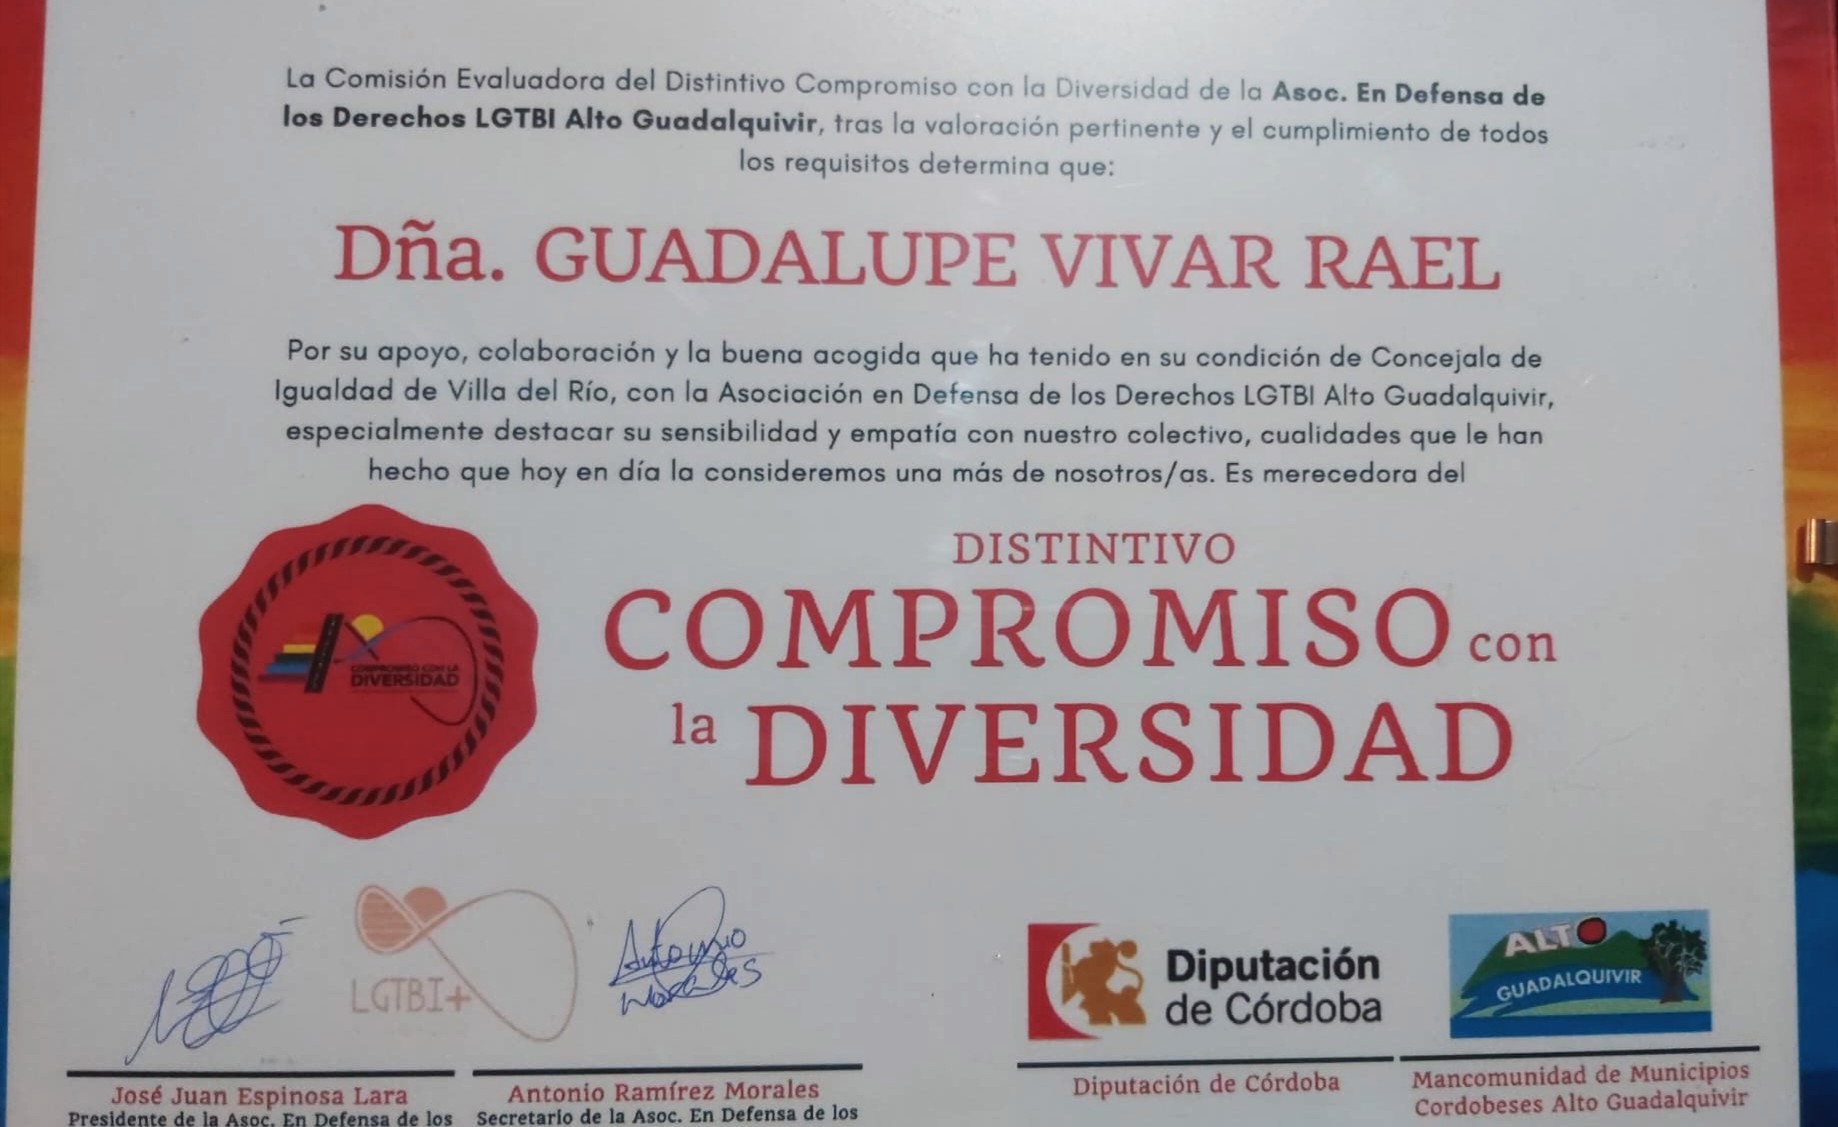 La Comisión Evaluadora del Distintivo Compromiso con la Diversidad de la Asoc. En Defensa de
los Derechos LGTBI Alto Guadalquivir, tras la valoración pertinente y el cumplimiento de todos
los requisitos determina que:
Dña. GUADALUPE VIVAR RAEL
Por su apoyo, colaboración y la buena acogida que ha tenido en su condición de Concejala de
Igualdad de Villa del Río, con la Asociación en Defensa de los Derechos LGTBI Alto Guadalquivir,
especialmente destacar su sensibilidad y empatía con nuestro colectivo, cualidades que le han
hecho que hoy en día la consideremos una más de nosotros/as. Es merecedora del
DISTINTIVO
COMPROMISO con
la DIVERSIDAD
COMPROMISO CON LA
DIVERSIDAD
LGTBI+
Antonio
Morales
Diputación
de Córdoba
ALTO
GUADALQUIVIR
José Juan Espinosa Lara
Presidente de la Asoc. En Defensa de los
Antonio Ramírez Morales
Secretario de la Asoc. En Defensa de los
Diputación de Córdoba
Mancomunidad de Municipios
Cordobeses Alto Guadalquivir